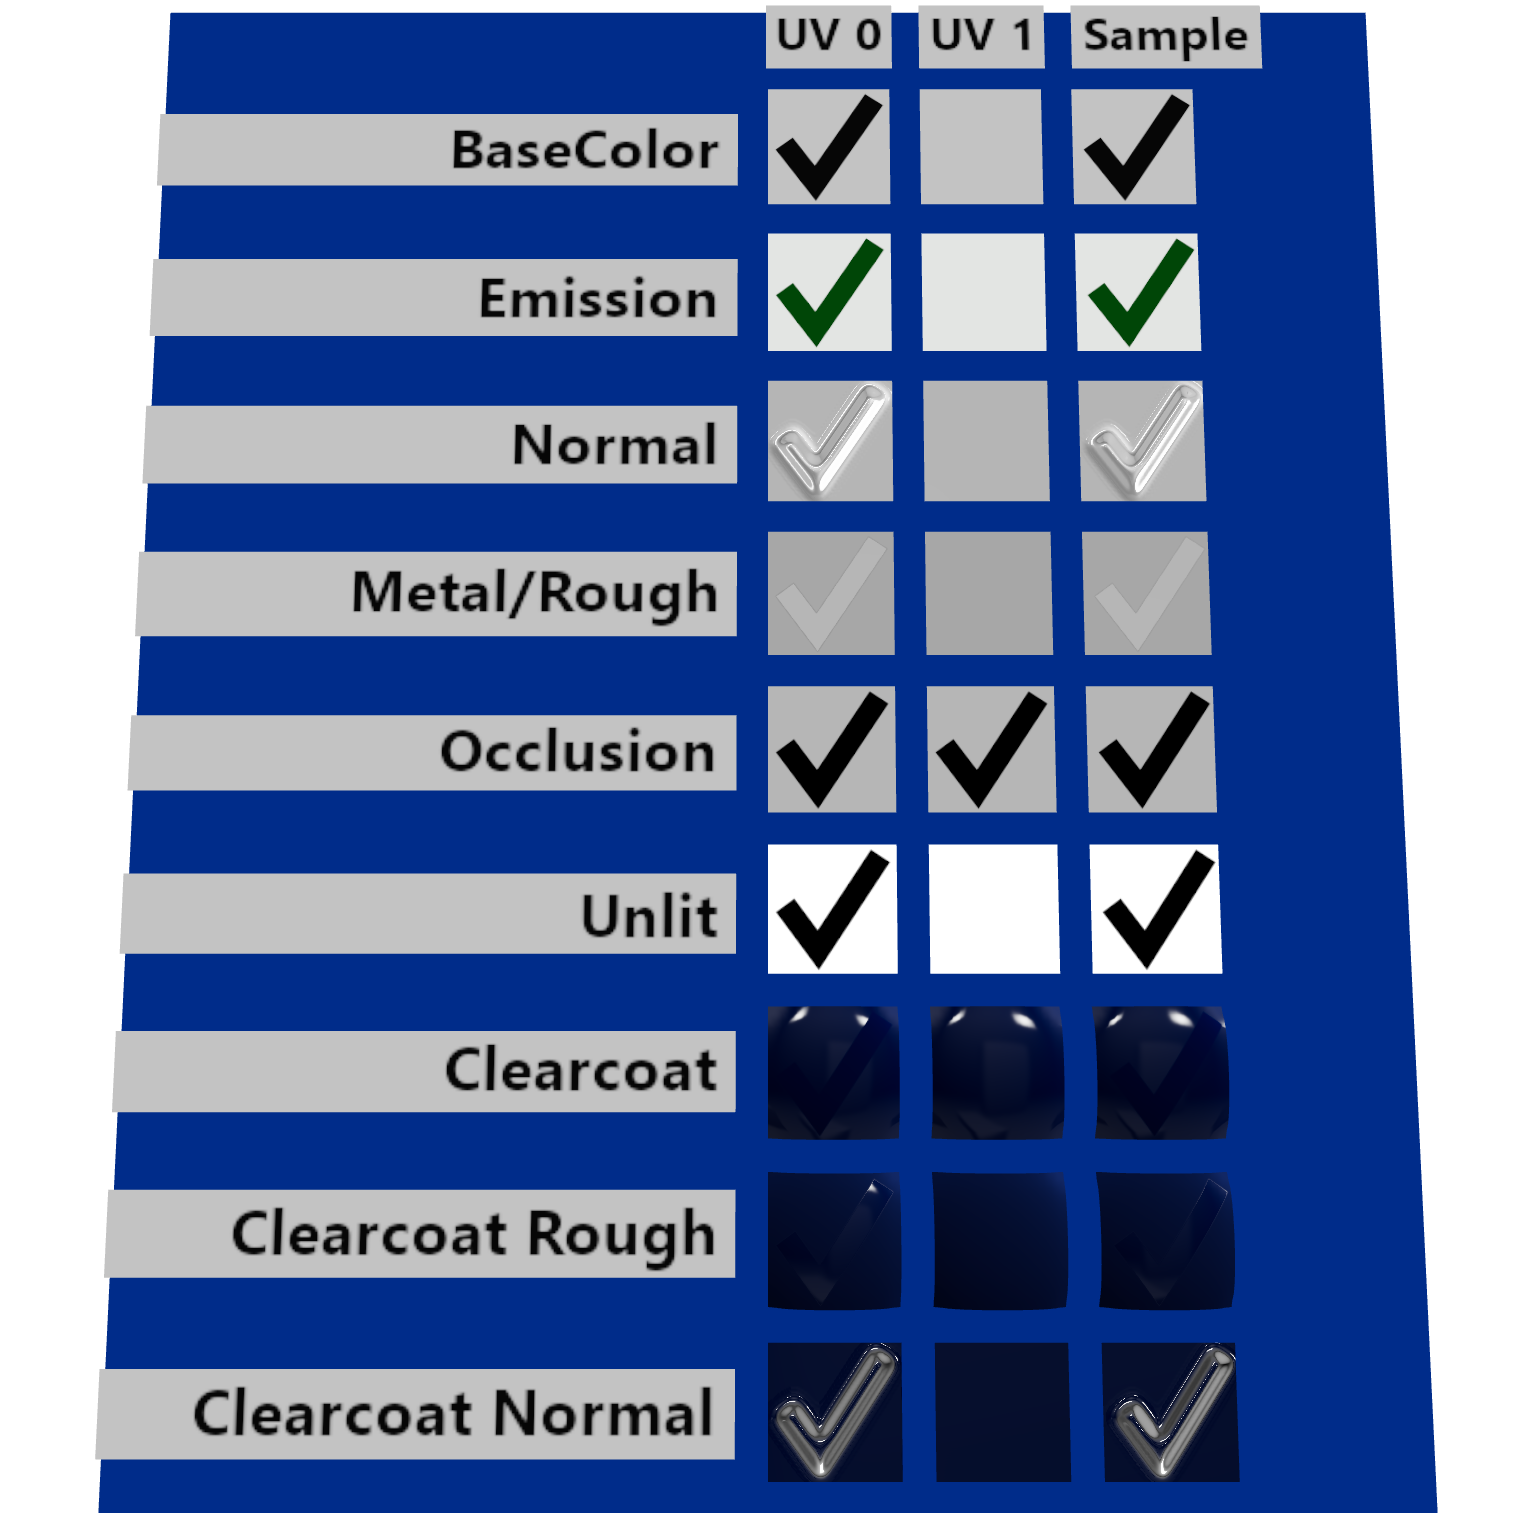 UV 0 UV 1 Sample
BaseColor
Emission
Normal
Metal/Rough
Occlusion
Unlit
Clearcoat
Clearcoat Rough
Clearcoat Normal